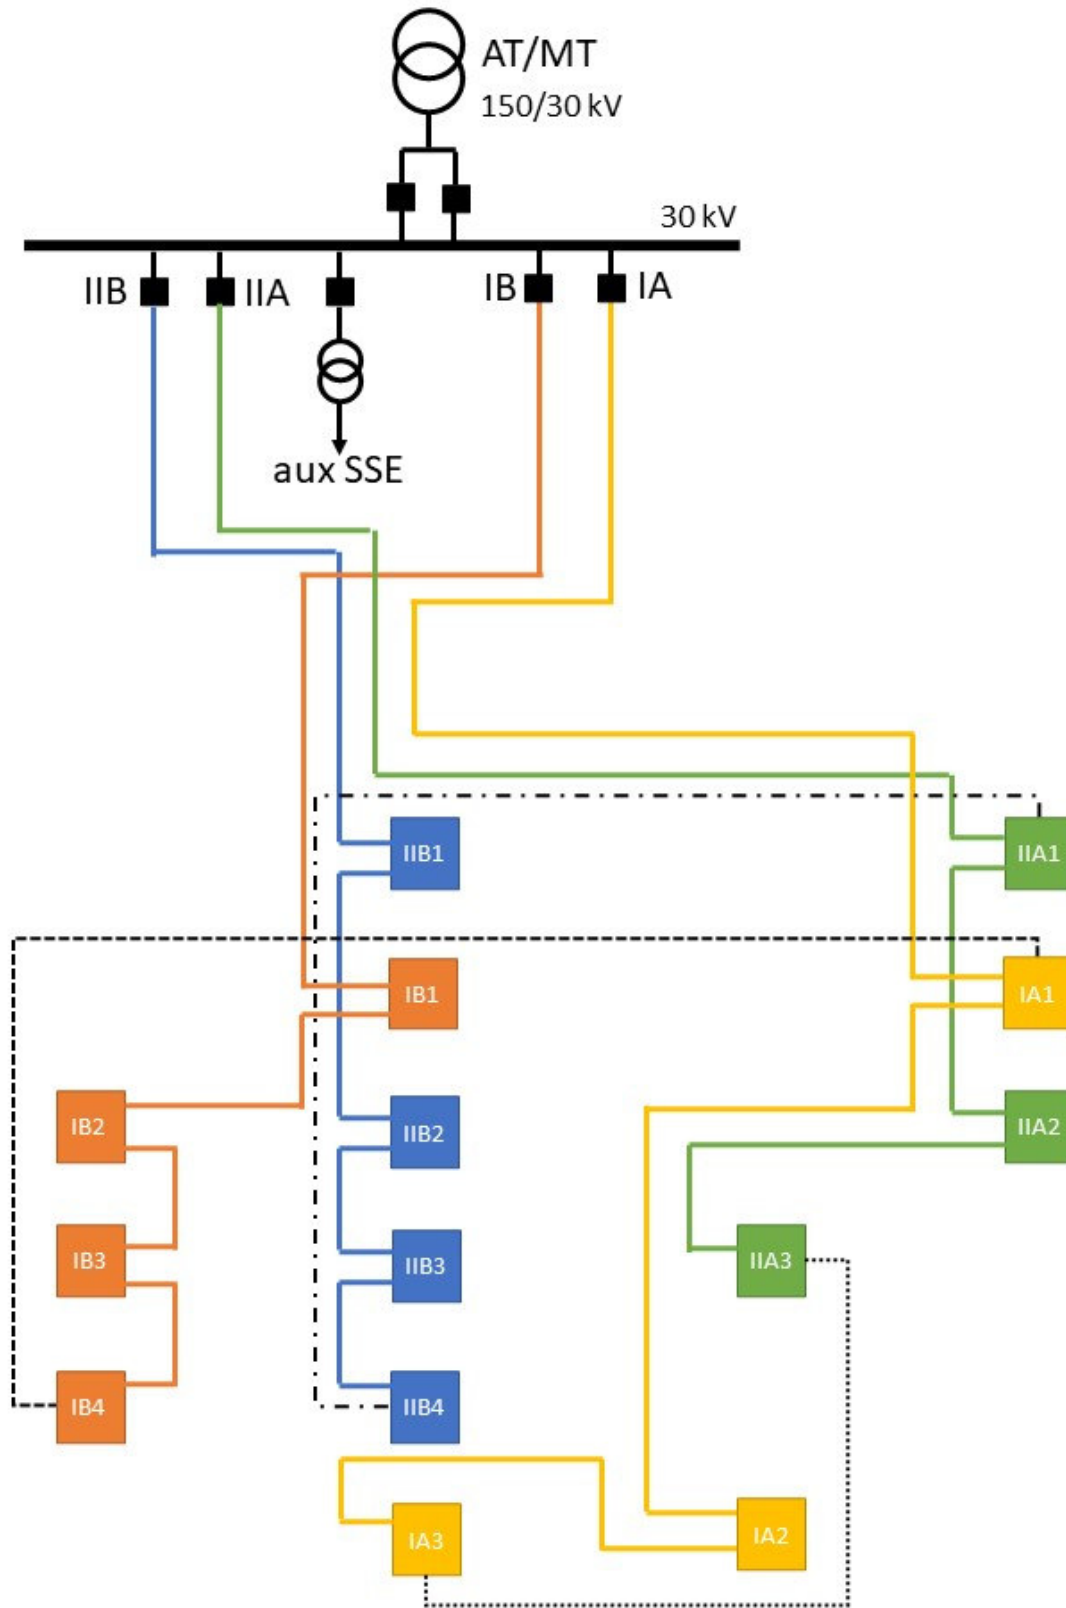 AT/MT
150/30 kV
30 kV
IIB
IIA
IB
IA
aux SSE
IIB1
IIA1
IB1
IA1
IB2
IIB2
IIA2
IB3
IIB3
IIA3
IB4
IIB4
IA3
IA2